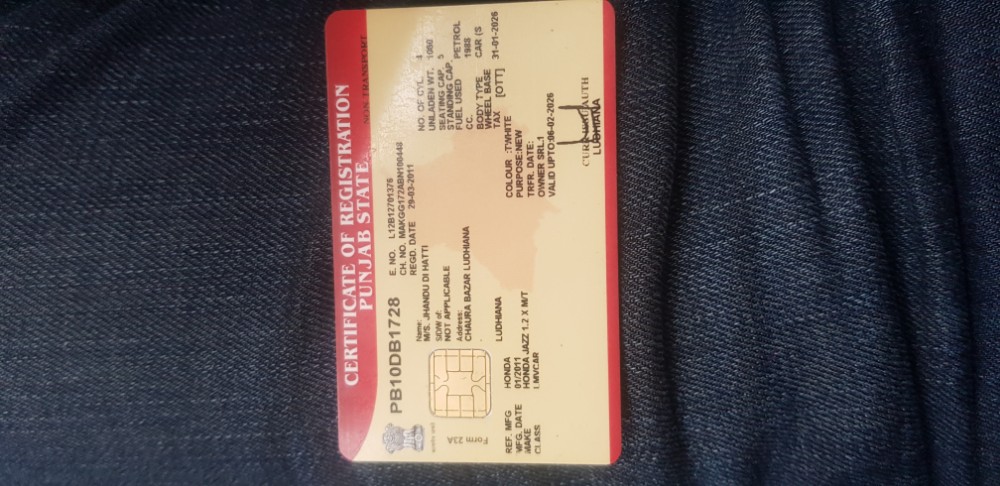 CERTIFICATE OF REGISTRATION
PUNJAB STATE
NON TRANSPORT
PB10DB1728
E. NO. L12B12701375
CH. NO. MAKGG172ABN100448
REGD. DATE 29-03-2011
NO. OF CYL. 4
UNLADEN WT. 1050
SEATING CAP. 5
STANDING CAP.
FUEL USED PETROL
CC. 1198
BODY TYPE CAR (S
WHEEL BASE
TAX [OTT] 31-01-2026
Name:
M/S. JHANDU DI HATTI
S/D/W of:
NOT APPLICABLE
Address:
CHAURA BAZAR LUDHIANA
LUDHIANA
Form 23A
REF. MFG HONDA
MFG. DATE 01/2011
MAKE HONDA JAZZ 1.2 X M/T
CLASS LMVCAR
COLOUR :TWHITE
PURPOSE:NEW
TRFR. DATE:
OWNER SRL.1
VALID UPTO:06-02-2026
AUTH
LUDHIANA